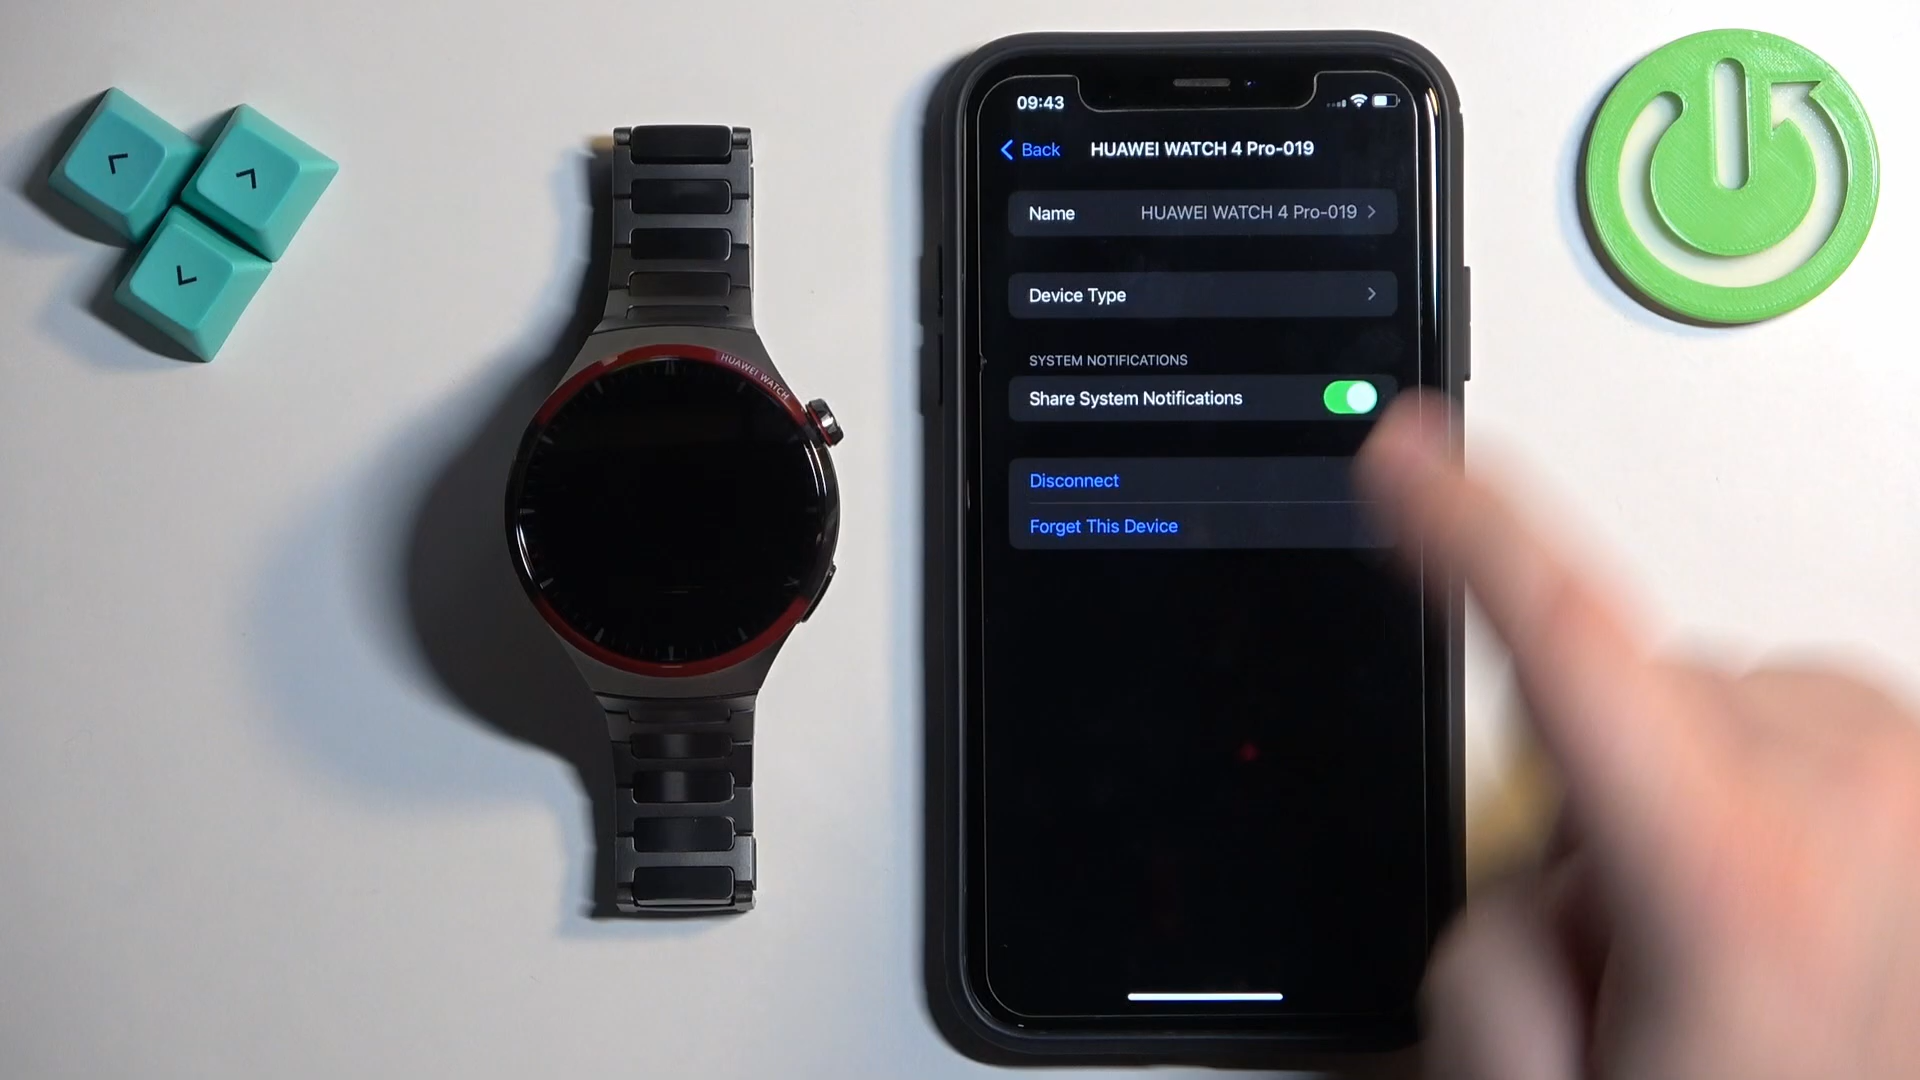 09:43
Back
HUAWEI WATCH 4 Pro-019
Name HUAWEI WATCH 4 Pro-019
Device Type
SYSTEM NOTIFICATIONS
Share System Notifications
Disconnect
Forget This Device
HUAWEI WATCH